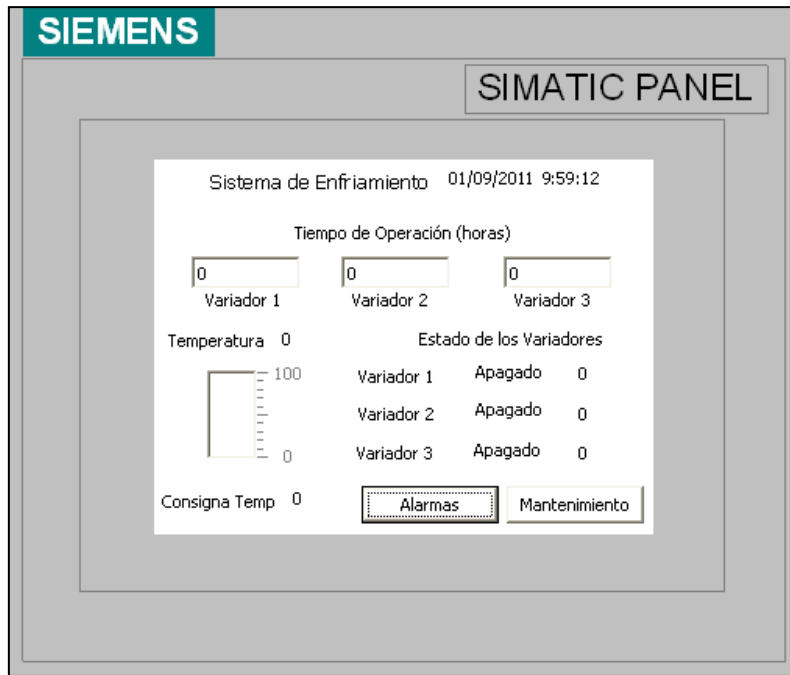 SIEMENS
SIMATIC PANEL
Sistema de Enfriamiento 01/09/2011 9:59:12
Tiempo de Operación (horas)
0 0 0
Variador 1 Variador 2 Variador 3
Temperatura 0 Estado de los Variadores
100
Variador 1 Apagado 0
Variador 2 Apagado 0
0 Variador 3 Apagado 0
Consigna Temp 0 Alarmas Mantenimiento